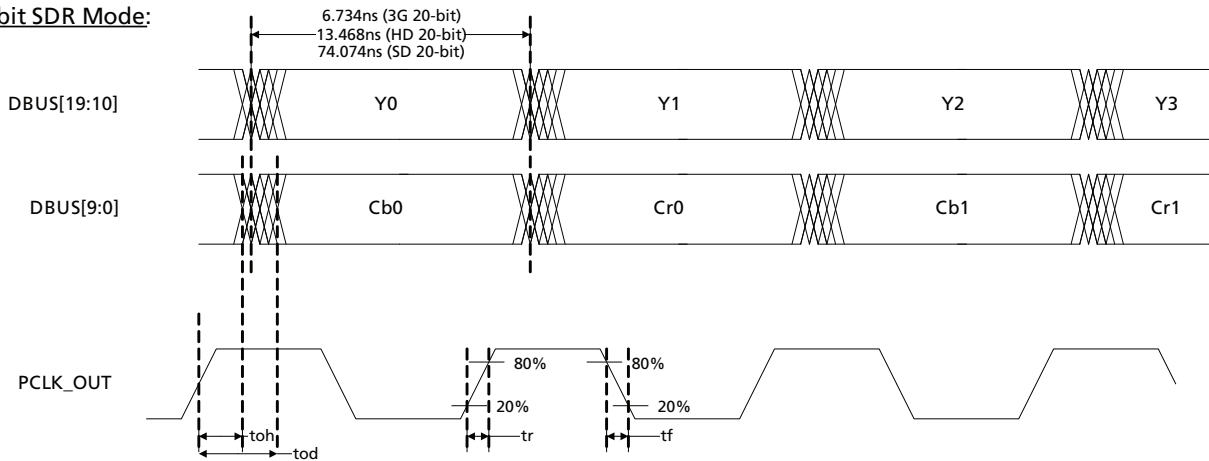 bit SDR Mode:
6.734ns (3G 20-bit)
13.468ns (HD 20-bit)
74.074ns (SD 20-bit)
DBUS[19:10]
Y0
Y1
Y2
Y3
DBUS[9:0]
Cb0
Cr0
Cb1
Cr1
PCLK_OUT
80%
80%
20%
20%
toh
tr
tf
tod